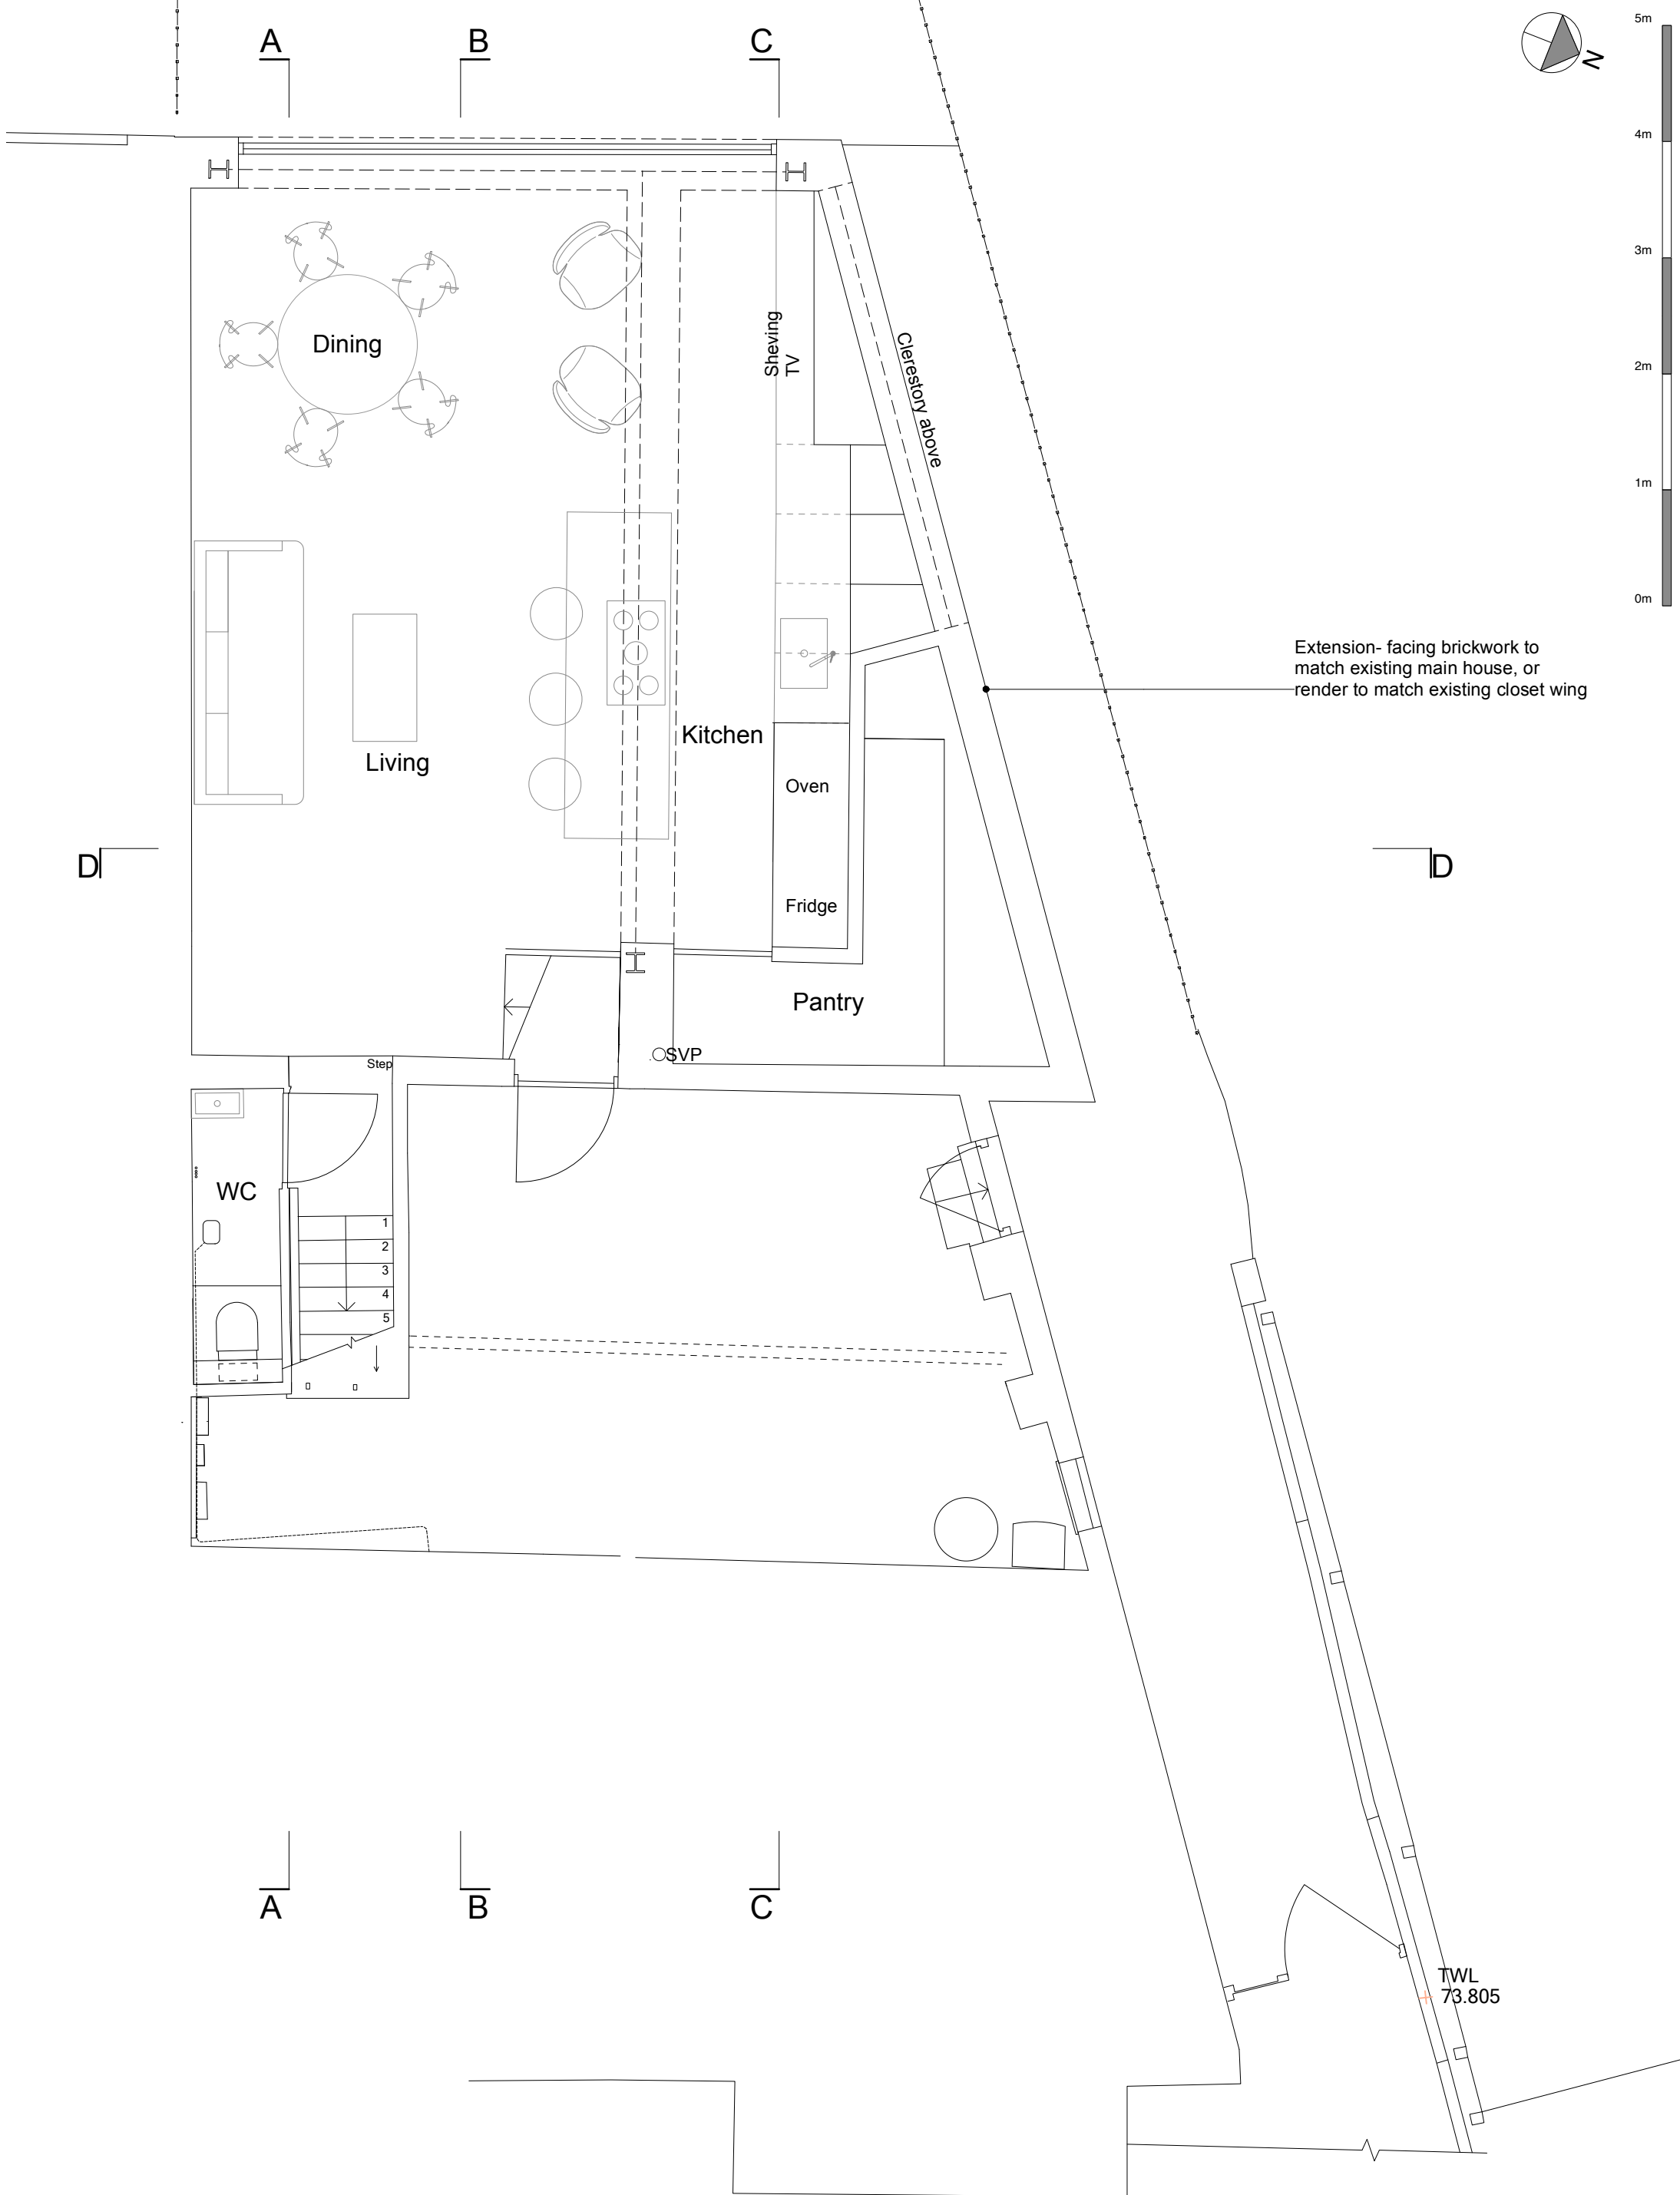 A
B
C
N
5m
4m
3m
2m
1m
0m
Dining
Sheving
TV
Clerestory above
Extension- facing brickwork to
match existing main house, or
render to match existing closet wing
Kitchen
Living
Oven
D
D
Fridge
Pantry
SVP
Step
WC
1
2
3
4
5
A
B
C
TWL
73.805